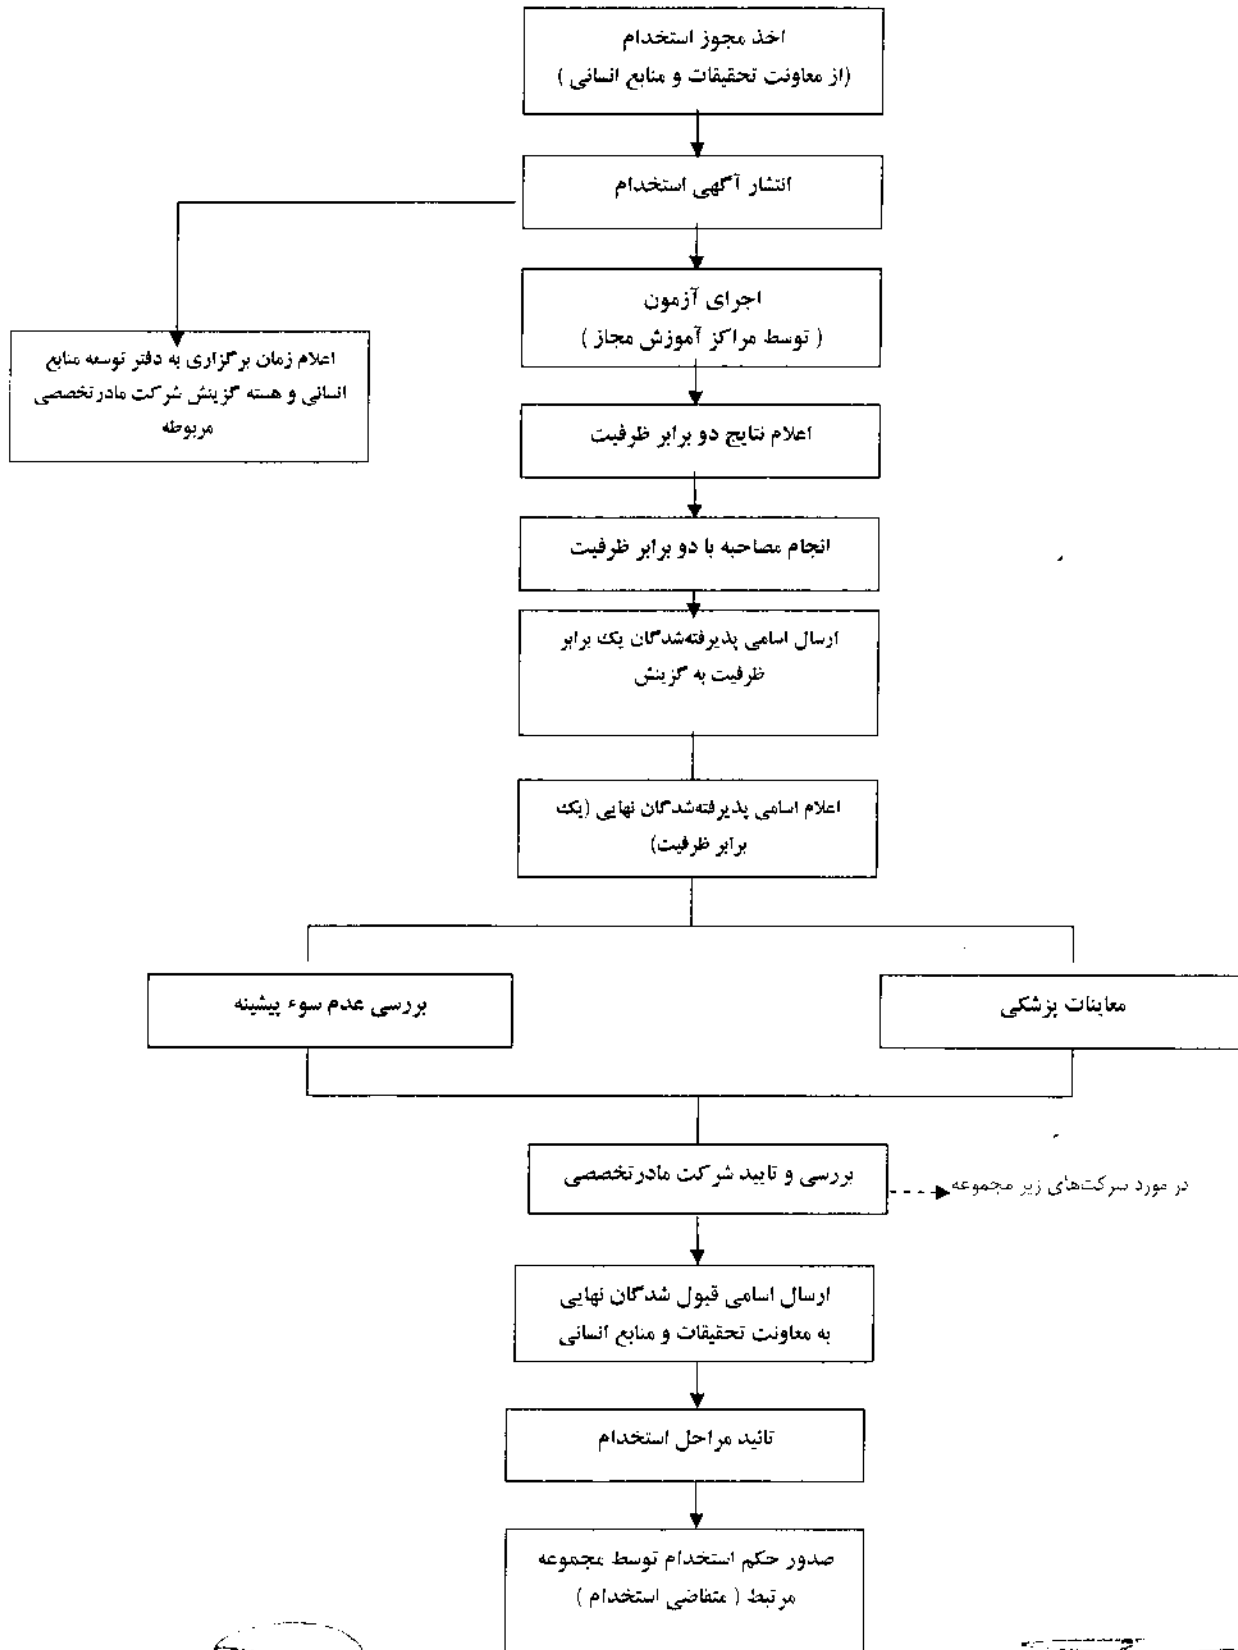 اخذ مجوز استخدام
(از معاونت تحقیقات و منابع انسانی )
انتشار آگهی استخدام
اجرای آزمون
( توسط مراکز آموزش مجاز )
اعلام زمان برگزاری به دفتر توسعه منابع
انسانی و هسته گزینش شرکت مادرتخصصی
مربوطه
اعلام نتایج دو برابر ظرفیت
انجام مصاحبه با دو برابر ظرفیت
ارسال اسامی پذیرفته‌شدگان یک برابر
ظرفیت به گزینش
اعلام اسامی پذیرفته‌شدگان نهایی (یک
برابر ظرفیت)
معاینات پزشکی
بررسی عدم سوء پیشینه
بررسی و تایید شرکت مادرتخصصی
در مورد شرکت‌های زیر مجموعه
ارسال اسامی قبول شدگان نهایی
به معاونت تحقیقات و منابع انسانی
تائید مراحل استخدام
صدور حکم استخدام توسط مجموعه
مرتبط ( متقاضی استخدام )